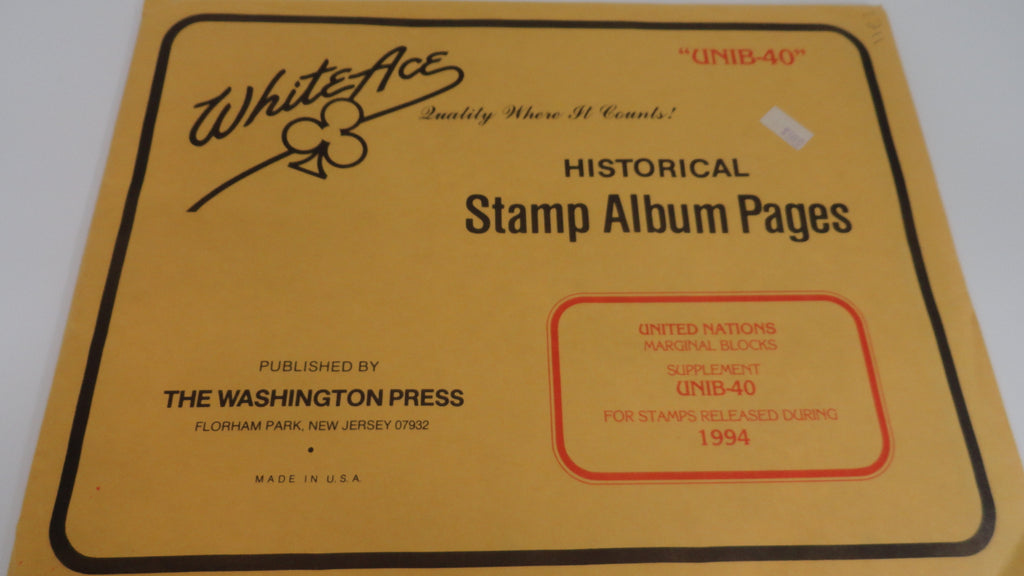 White Ace
"UNIB-40"
Quality Where It Counts!
HISTORICAL
Stamp Album Pages
UNITED NATIONS
MARGINAL BLOCKS
SUPPLEMENT
UNIB-40
FOR STAMPS RELEASED DURING
1994
PUBLISHED BY
THE WASHINGTON PRESS
FLORHAM PARK, NEW JERSEY 07932
MADE IN U.S.A.